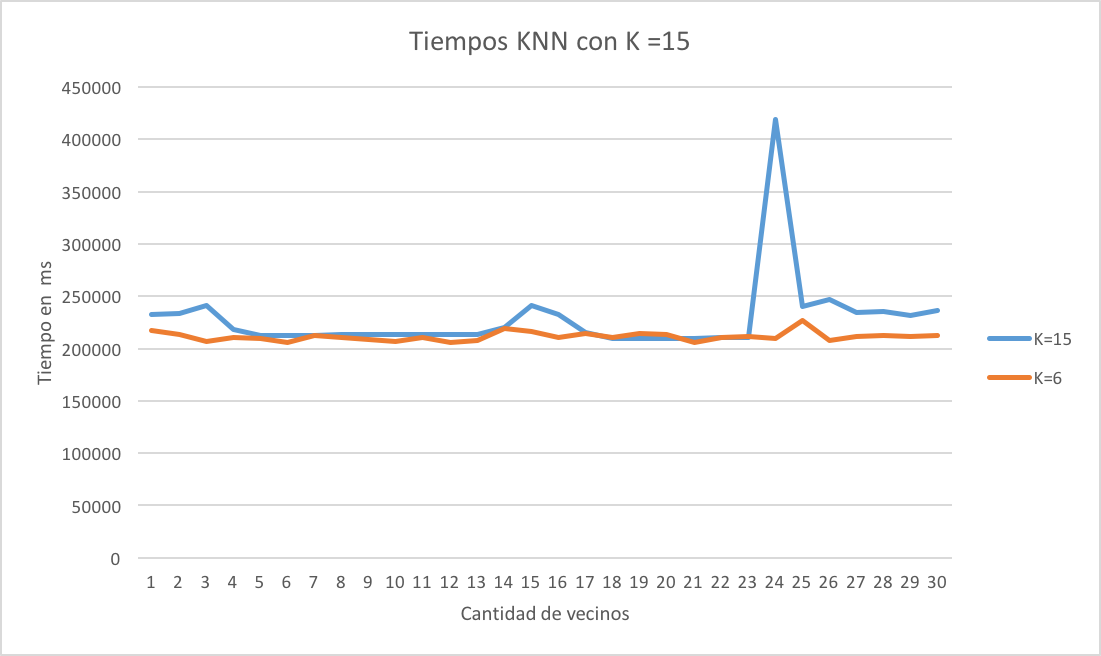 Tiempos KNN con K =15
450000
400000
350000
300000
250000
200000
150000
100000
50000
0
Tiempo en  ms
1 2 3 4 5 6 7 8 9 10 11 12 13 14 15 16 17 18 19 20 21 22 23 24 25 26 27 28 29 30
Cantidad de vecinos
K=15
K=6